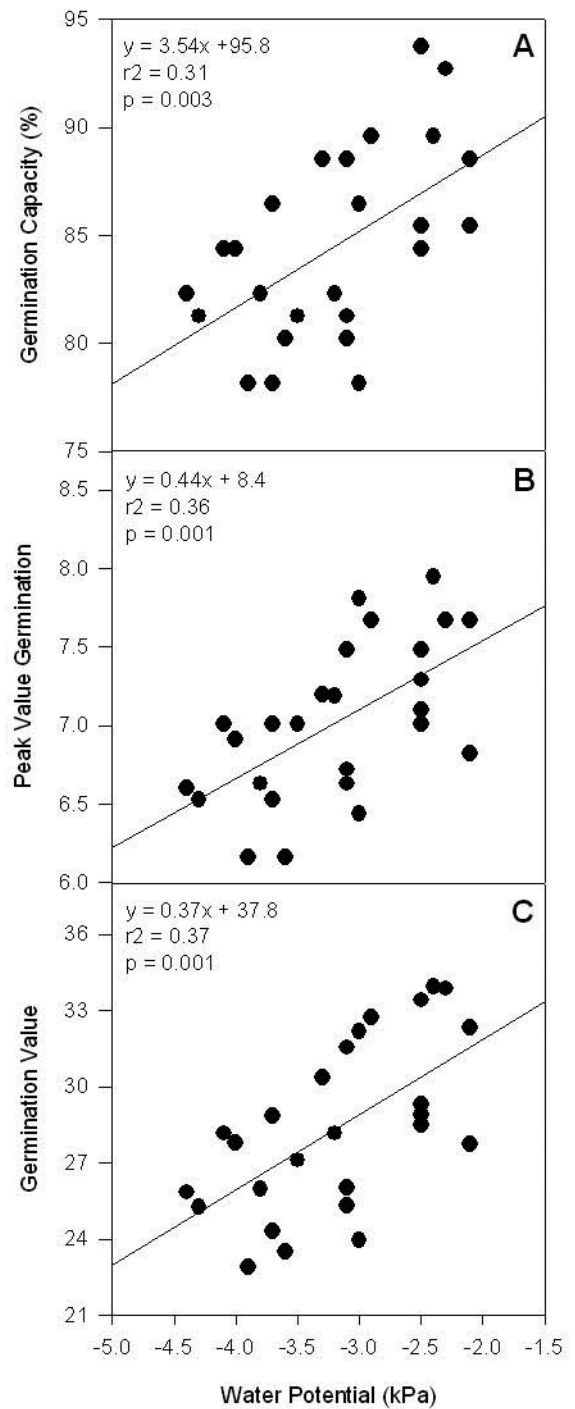 95
y = 3.54x +95.8
A
r2 = 0.31
p = 0.003
90
85
80
75
Germination Capacity (%)
y = 0.44x + 8.4
B
8.5
r2 = 0.36
p = 0.001
8.0
7.5
7.0
6.5
6.0
Peak Value Germination
y = 0.37x + 37.8
C
36
r2 = 0.37
p = 0.001
33
30
27
24
21
Germination Value
-5.0 -4.5 -4.0 -3.5 -3.0 -2.5 -2.0 -1.5
Water Potential (kPa)